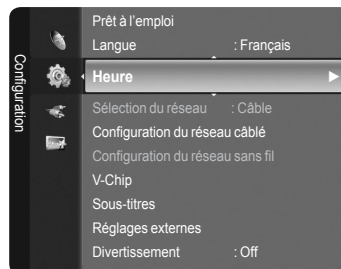 Configuration
Prêt à l'emploi
Langue : Français
Heure
Sélection du réseau : Câble
Configuration du réseau câblé
Configuration du réseau sans fil
V-Chip
Sous-titres
Réglages externes
Divertissement : Off